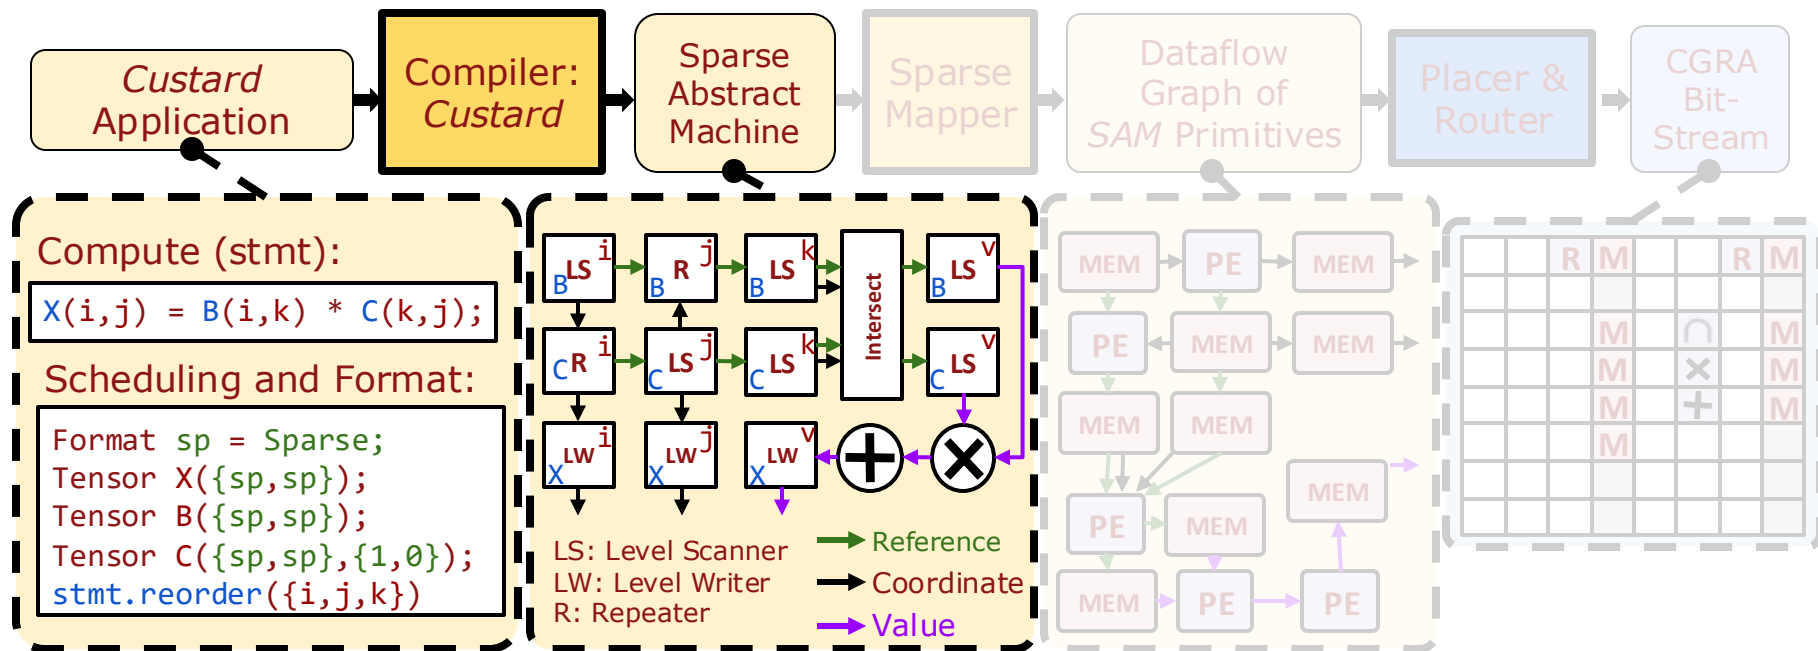 Custard
Application
Compiler:
Custard
Sparse
Abstract
Machine
Sparse
Mapper
Dataflow
Graph of
SAM Primitives
Placer &
Router
CGRA
Bit-
Stream
Compute (stmt):
X(i,j) = B(i,k) * C(k,j);
Scheduling and Format:
Format sp = Sparse;
Tensor X({sp,sp});
Tensor B({sp,sp});
Tensor C({sp,sp},{1,0});
stmt.reorder({i,j,k})
B LS i
B R j
B LS k
Intersect
B LS v
C R i
C LS j
C LS k
C LS v
X LW i
X LW j
X LW v
+
×
LS: Level Scanner
LW: Level Writer
R: Repeater
Reference
Coordinate
Value
MEM PE MEM
PE MEM MEM
MEM MEM
MEM
PE MEM
MEM PE PE
R M R M
M ∩ M
M × M
M + M
M